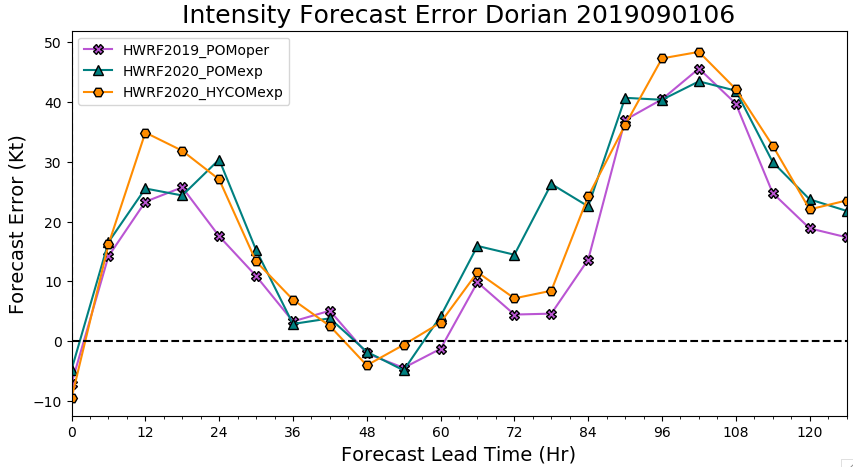 Intensity Forecast Error Dorian 2019090106
HWRF2019_POMoper
HWRF2020_POMexp
HWRF2020_HYCOMexp
Forecast Error (Kt)
50
40
30
20
10
0
−10
0 12 24 36 48 60 72 84 96 108 120
Forecast Lead Time (Hr)